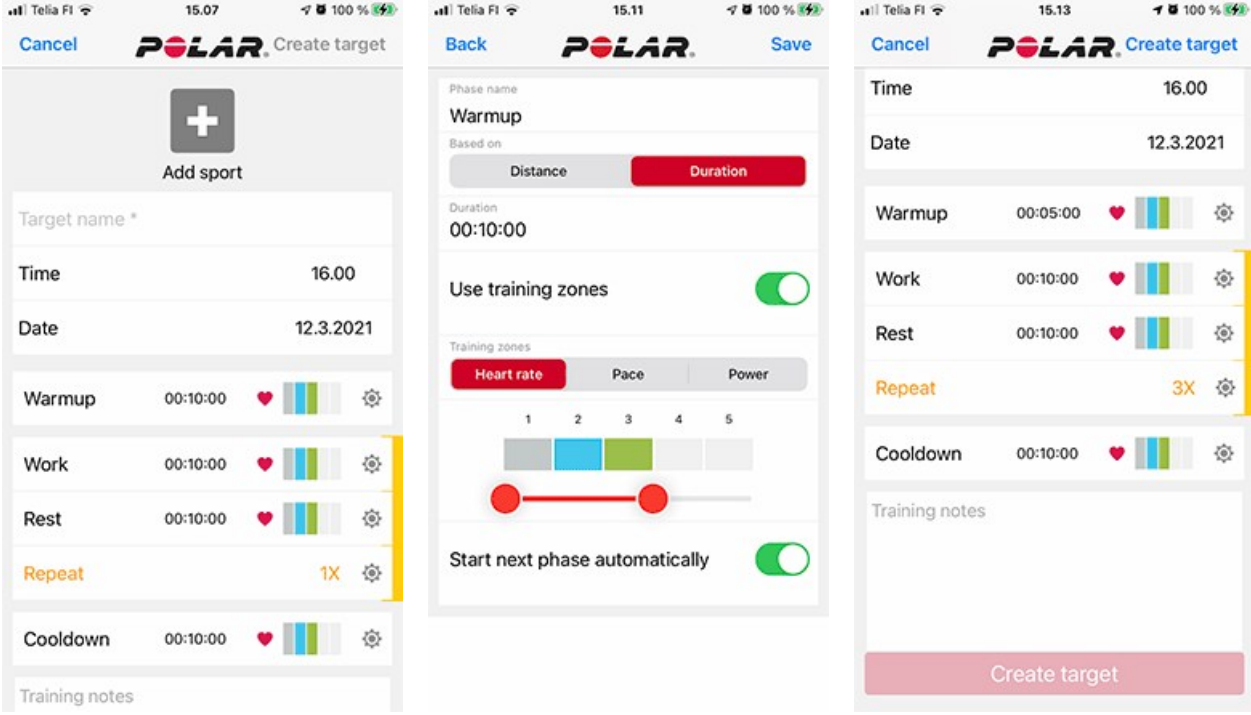 Telia FI 15.07 100 %
Cancel POLAR. Create target
Add sport
Target name *
Time 16.00
Date 12.3.2021
Warmup 00:10:00
Work 00:10:00
Rest 00:10:00
Repeat 1X
Cooldown 00:10:00
Training notes
Telia FI 15.11 100 %
Back POLAR. Save
Phase name
Warmup
Based on
Distance Duration
Duration
00:10:00
Use training zones
Training zones
Heart rate Pace Power
1 2 3 4 5
Start next phase automatically
Telia FI 15.13 100 %
Cancel POLAR. Create target
Time 16.00
Date 12.3.2021
Warmup 00:05:00
Work 00:10:00
Rest 00:10:00
Repeat 3X
Cooldown 00:10:00
Training notes
Create target